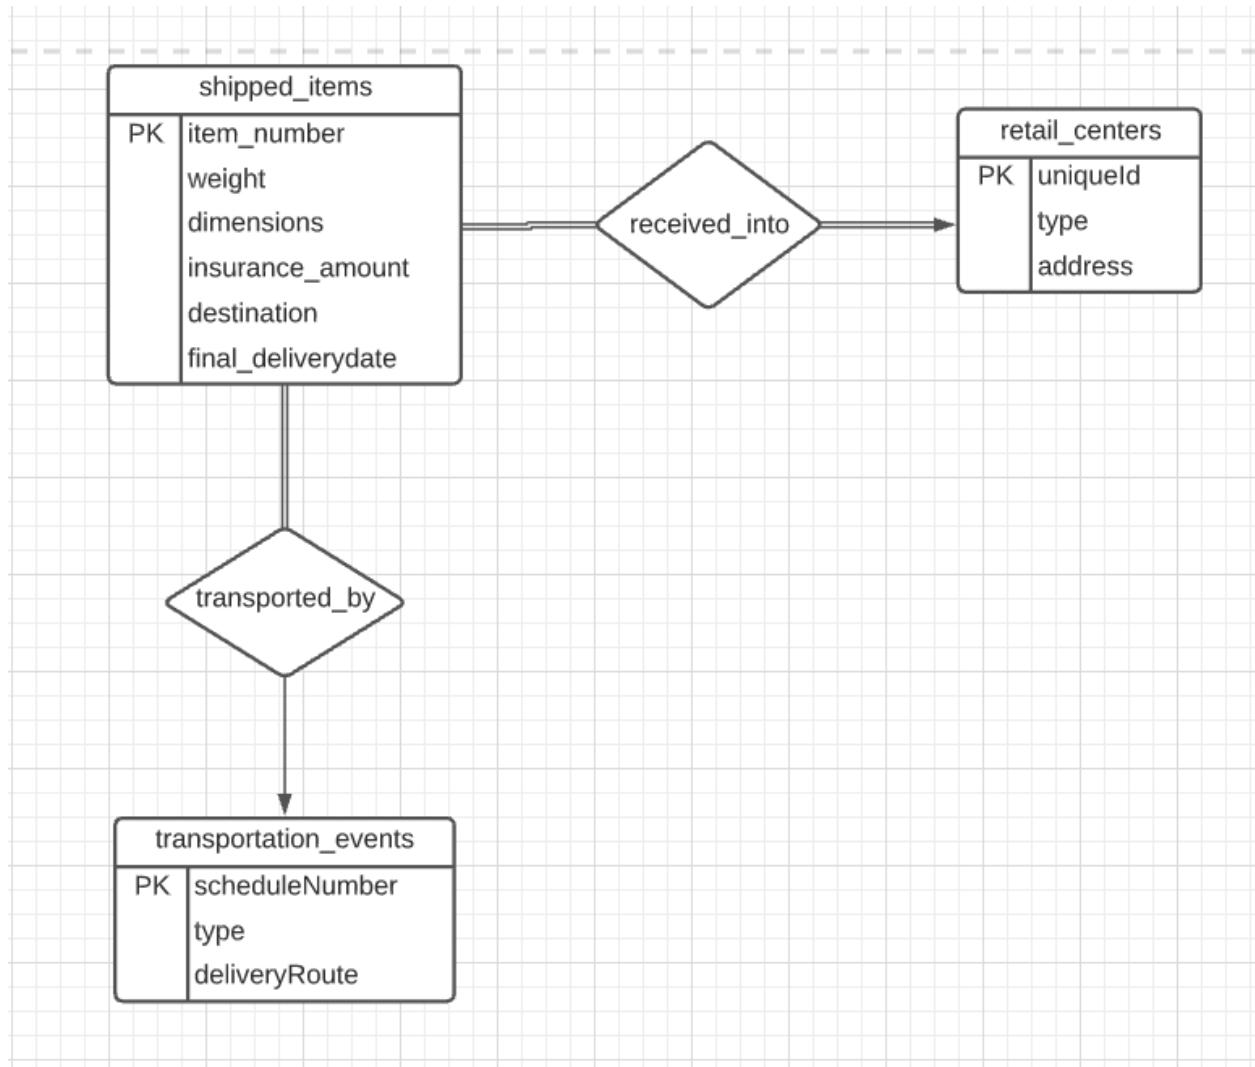 shipped_items
PK item_number
weight
dimensions
insurance_amount
destination
final_deliverydate
received_into
retail_centers
PK uniqueId
type
address
transported_by
transportation_events
PK scheduleNumber
type
deliveryRoute